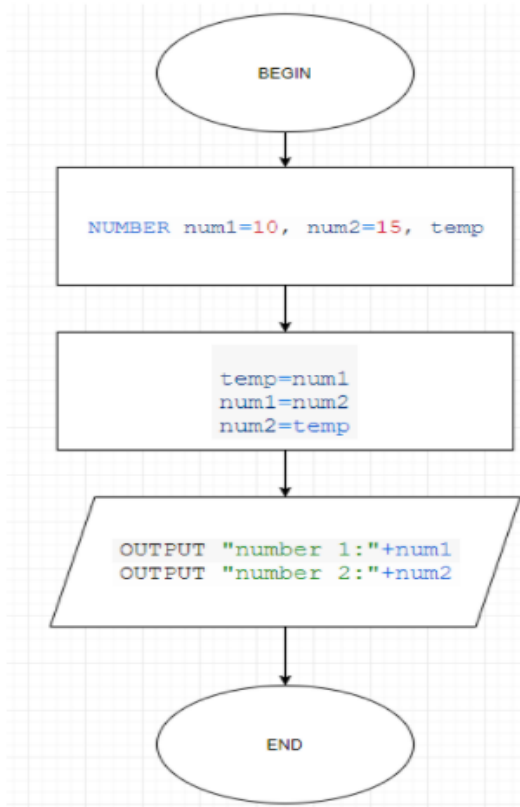 BEGIN
NUMBER num1=10, num2=15, temp
temp=num1
num1=num2
num2=temp
OUTPUT "number 1:"+num1
OUTPUT "number 2:"+num2
END